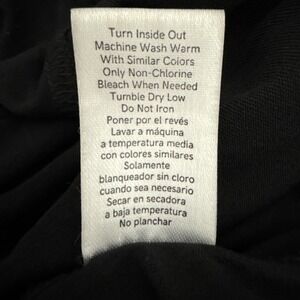 Turn Inside Out
Machine Wash Warm
With Similar Colors
Only Non-Chlorine
Bleach When Needed
Tumble Dry Low
Do Not Iron
Poner por el revés
Lavar a máquina
a temperatura media
con colores similares
Solamente
blanqueador sin cloro
cuando sea necesario
Secar en secadora
a baja temperatura
No planchar